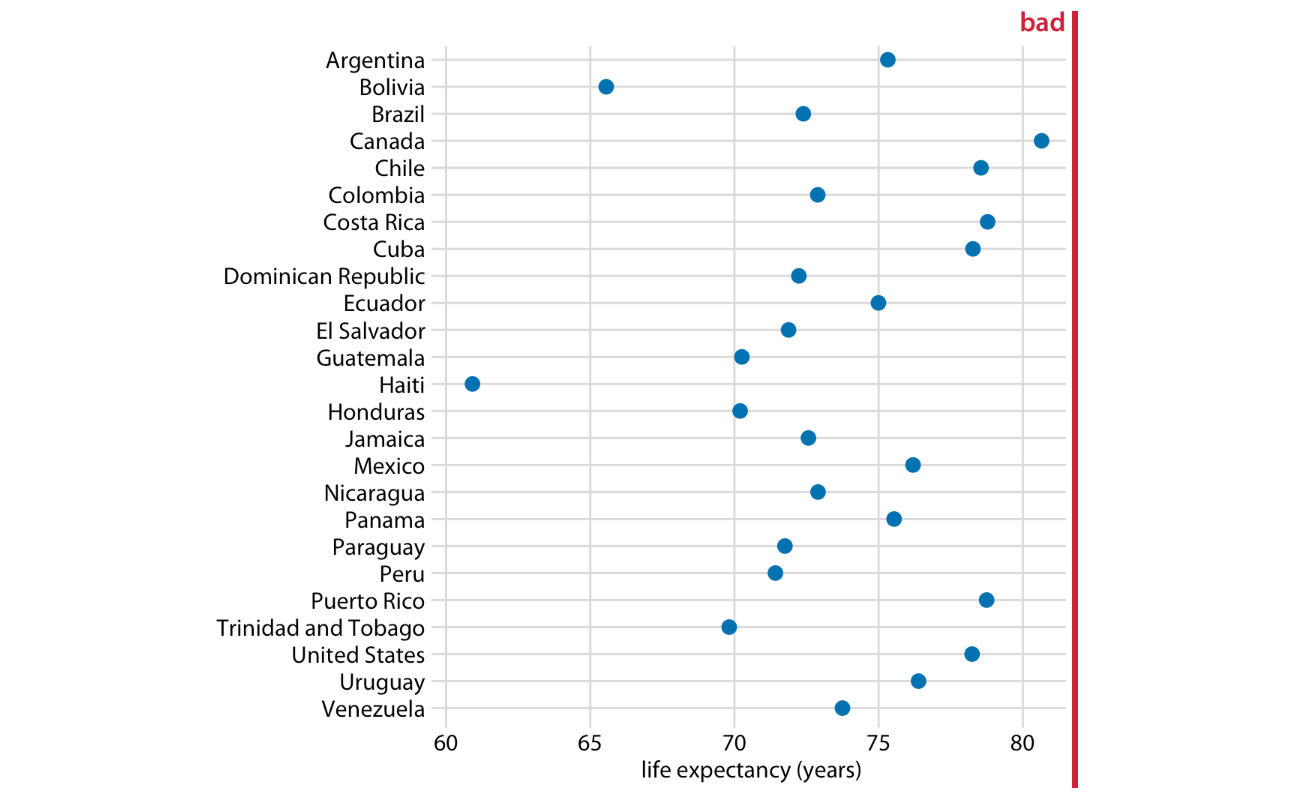 bad
Argentina
Bolivia
Brazil
Canada
Chile
Colombia
Costa Rica
Cuba
Dominican Republic
Ecuador
El Salvador
Guatemala
Haiti
Honduras
Jamaica
Mexico
Nicaragua
Panama
Paraguay
Peru
Puerto Rico
Trinidad and Tobago
United States
Uruguay
Venezuela
60 65 70 75 80
life expectancy (years)